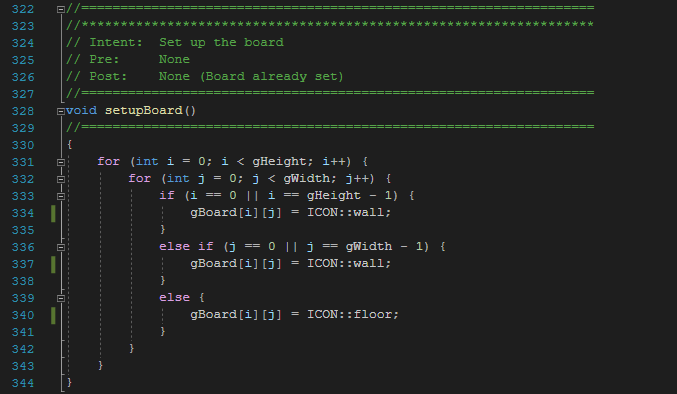 322 //==================================================================
323 //******************************************************************
324 // Intent:  Set up the board
325 // Pre:     None
326 // Post:    None (Board already set)
327 //==================================================================
328 void setupBoard()
329 //==================================================================
330 {
331     for (int i = 0; i < gHeight; i++) {
332         for (int j = 0; j < gWidth; j++) {
333             if (i == 0 || i == gHeight - 1) {
334                 gBoard[i][j] = ICON::wall;
335             }
336             else if (j == 0 || j == gWidth - 1) {
337                 gBoard[i][j] = ICON::wall;
338             }
339             else {
340                 gBoard[i][j] = ICON::floor;
341             }
342         }
343     }
344 }